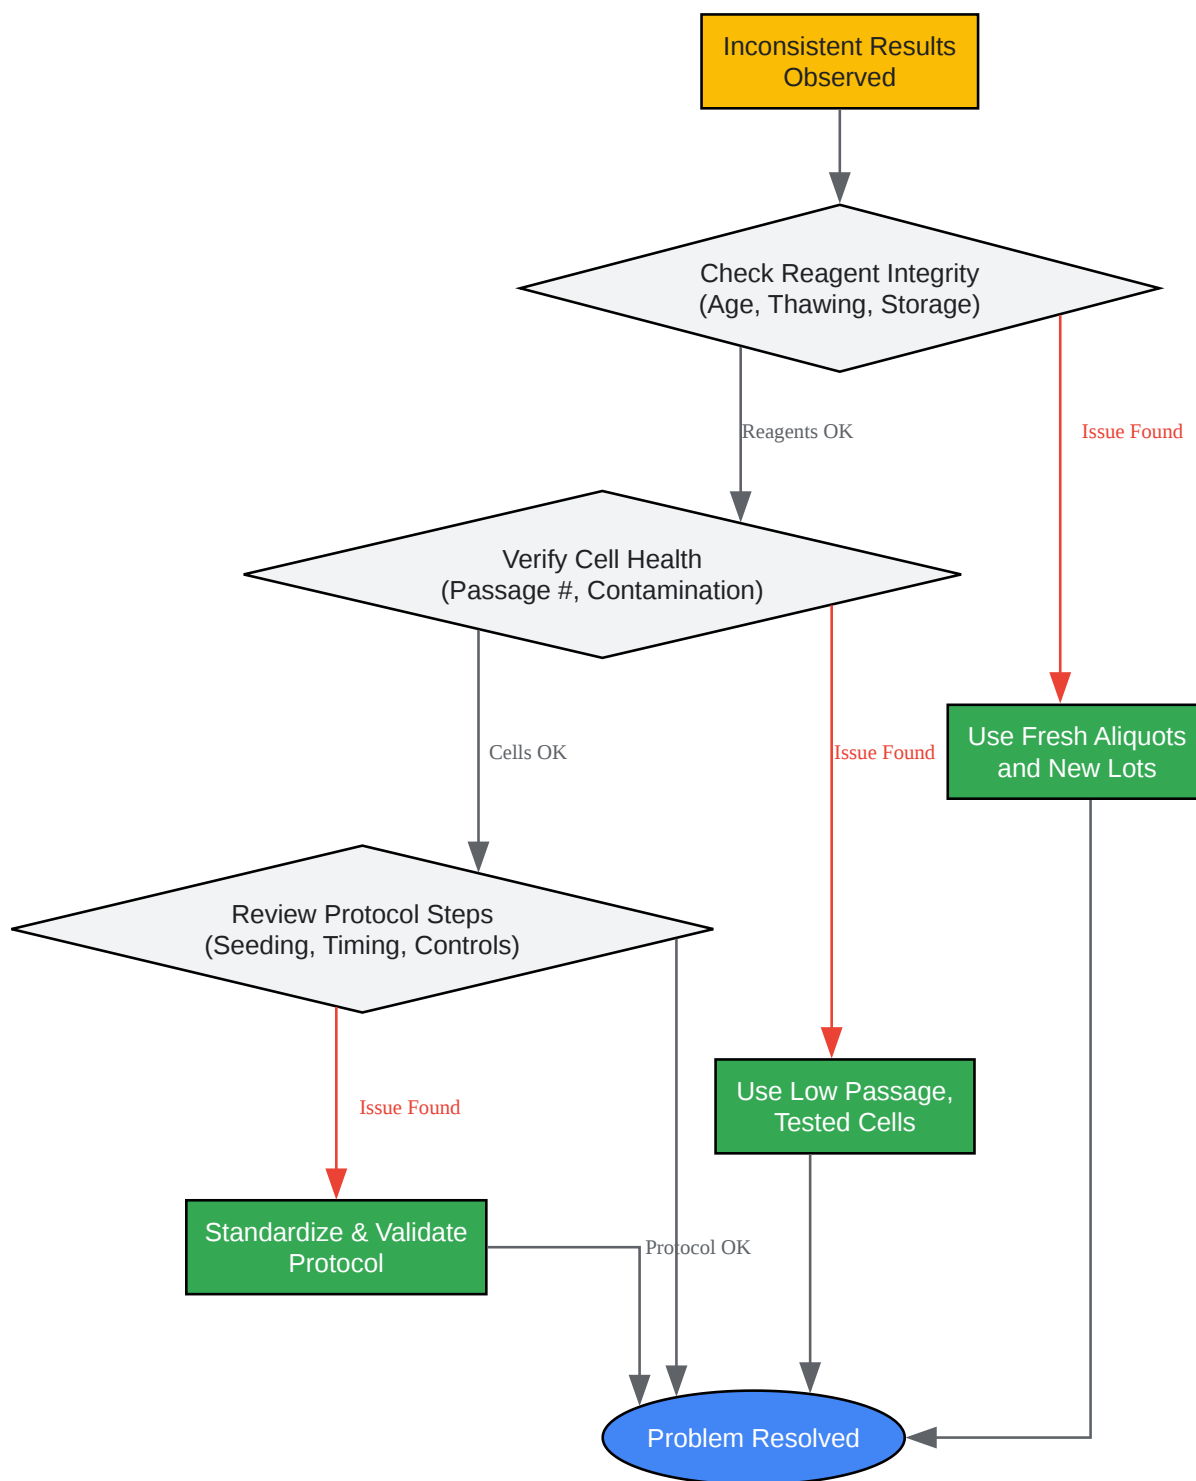 Inconsistent Results
Observed
Check Reagent Integrity
(Age, Thawing, Storage)
Reagents OK
Issue Found
Verify Cell Health
(Passage #, Contamination)
Use Fresh Aliquots
and New Lots
Cells OK
Issue Found
Review Protocol Steps
(Seeding, Timing, Controls)
Issue Found
Use Low Passage,
Tested Cells
Standardize & Validate
Protocol
Protocol OK
Problem Resolved